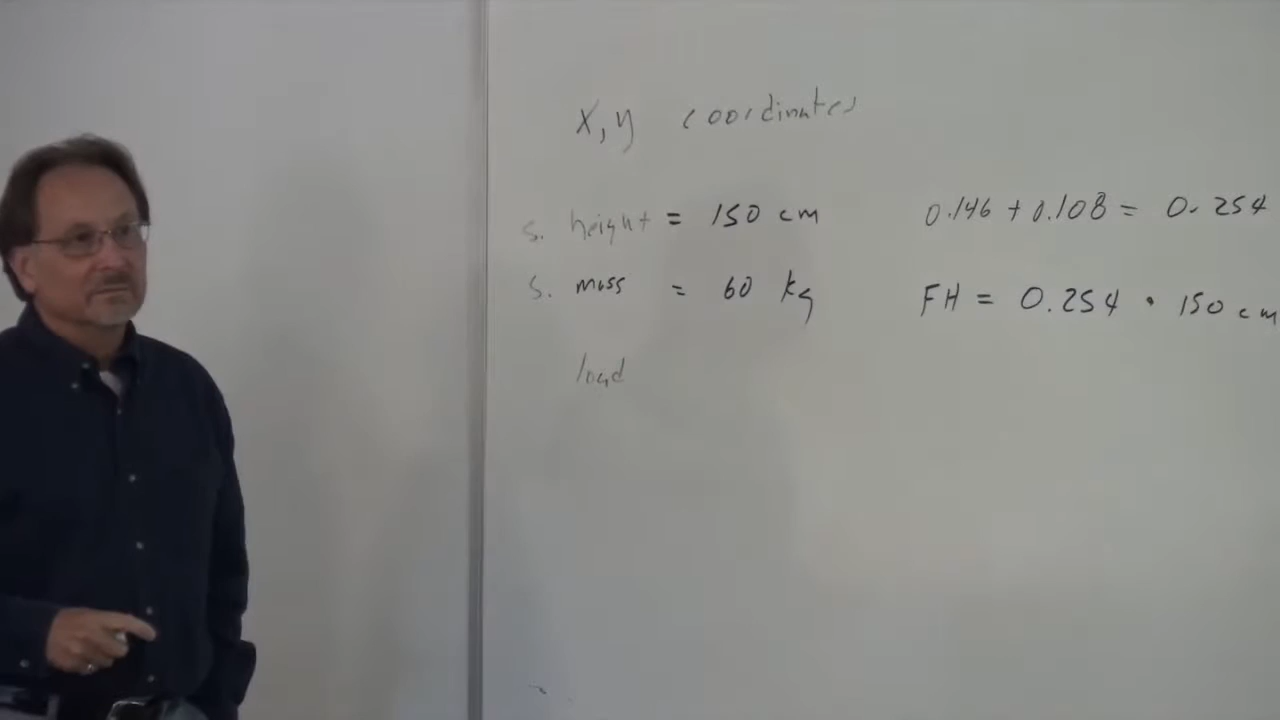 x, y coordinates
s. height = 150 cm
s. mass = 60 kg
load
0.146 + 0.108 = 0.254
FH = 0.254 • 150 cm